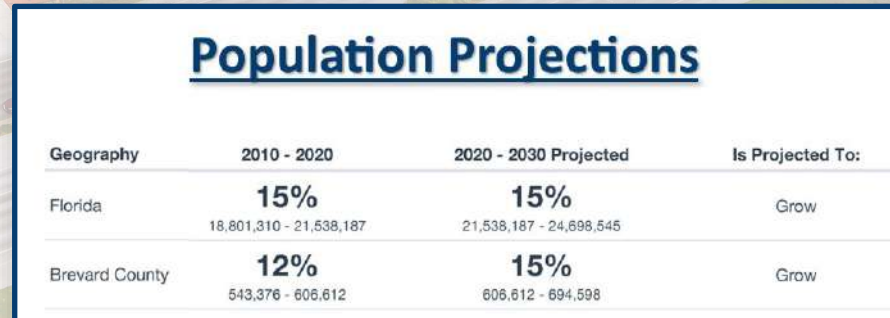 Population Projections
Geography 2010 - 2020 2020 - 2030 Projected Is Projected To:
Florida 15% 15% Grow
18,801,310 - 21,538,187 21,538,187 - 24,698,545
Brevard County 12% 15% Grow
543,376 - 606,612 606,612 - 694,598